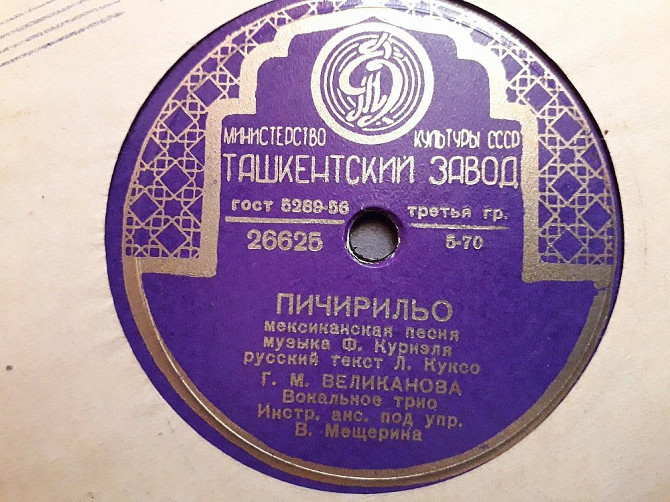 МИНИСТЕРСТВО КУЛЬТУРЫ СССР
ТАШКЕНТСКИЙ ЗАВОД
гост 5289-56 третья гр.
26625 5-70
ПИЧИРИЛЬО
мексиканская песня
музыка Ф. Куриэля
русский текст Л. Куксо
Г. М. ВЕЛИКАНОВА
Вокальное трио
Инстр. анс. под упр.
В. Мещерина